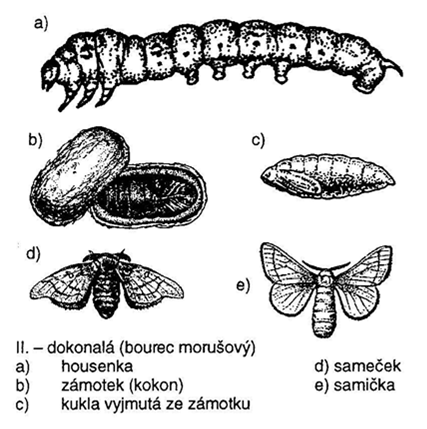 a)
b)
c)
d)
e)
II. – dokonalá (bourec morušový)
a) housenka d) sameček
b) zámotek (kokon) e) samička
c) kukla vyjmutá ze zámotku